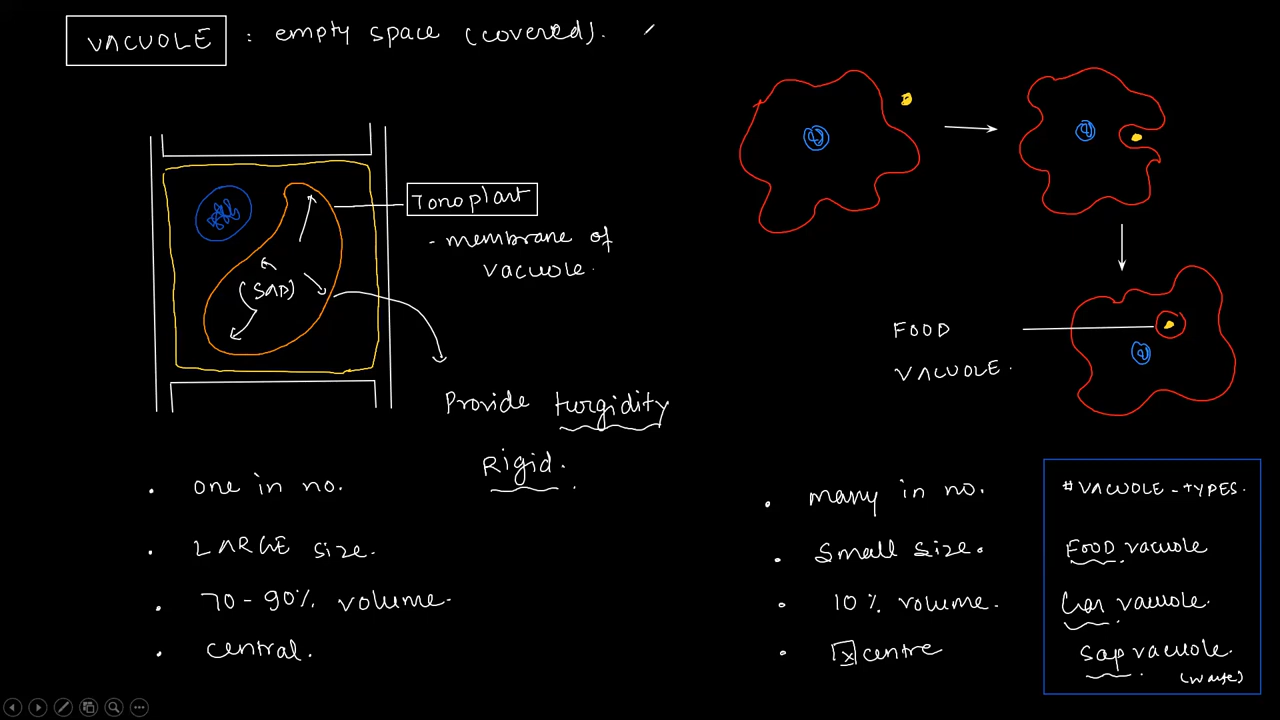 VACUOLE : empty space (covered).
Tonoplast
- membrane of
vacuole.
(SAP)
Provide turgidity
Rigid.
FOOD
VACUOLE.
. one in no.
. LARGE size.
. 70-90% volume.
. central.
. many in no.
. small size.
. 10% volume.
. x centre
# VACUOLE - TYPES.
FOOD vacuole
Gas vacuole.
Sap vacuole.
(waste)